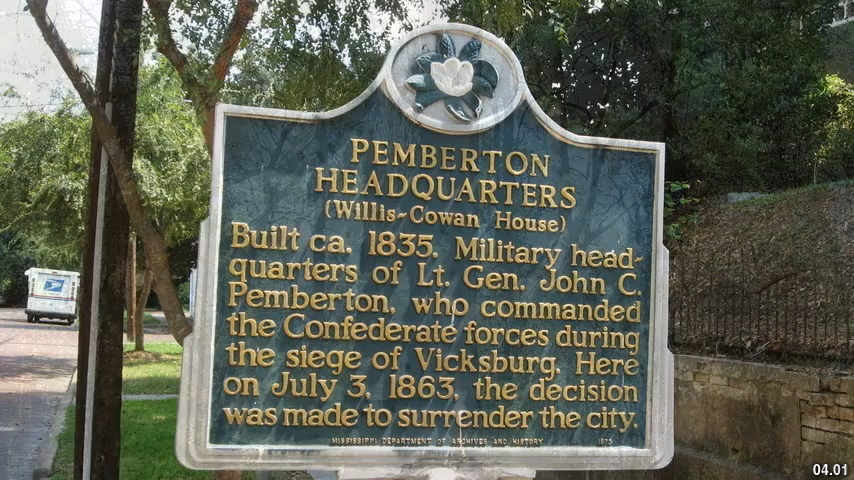 PEMBERTON
HEADQUARTERS
(Willis-Cowan House)
Built ca. 1835. Military head-
quarters of Lt. Gen. John C.
Pemberton, who commanded
the Confederate forces during
the siege of Vicksburg. Here
on July 3, 1863, the decision
was made to surrender the city.
MISSISSIPPI DEPARTMENT OF ARCHIVES AND HISTORY 1973
04.01